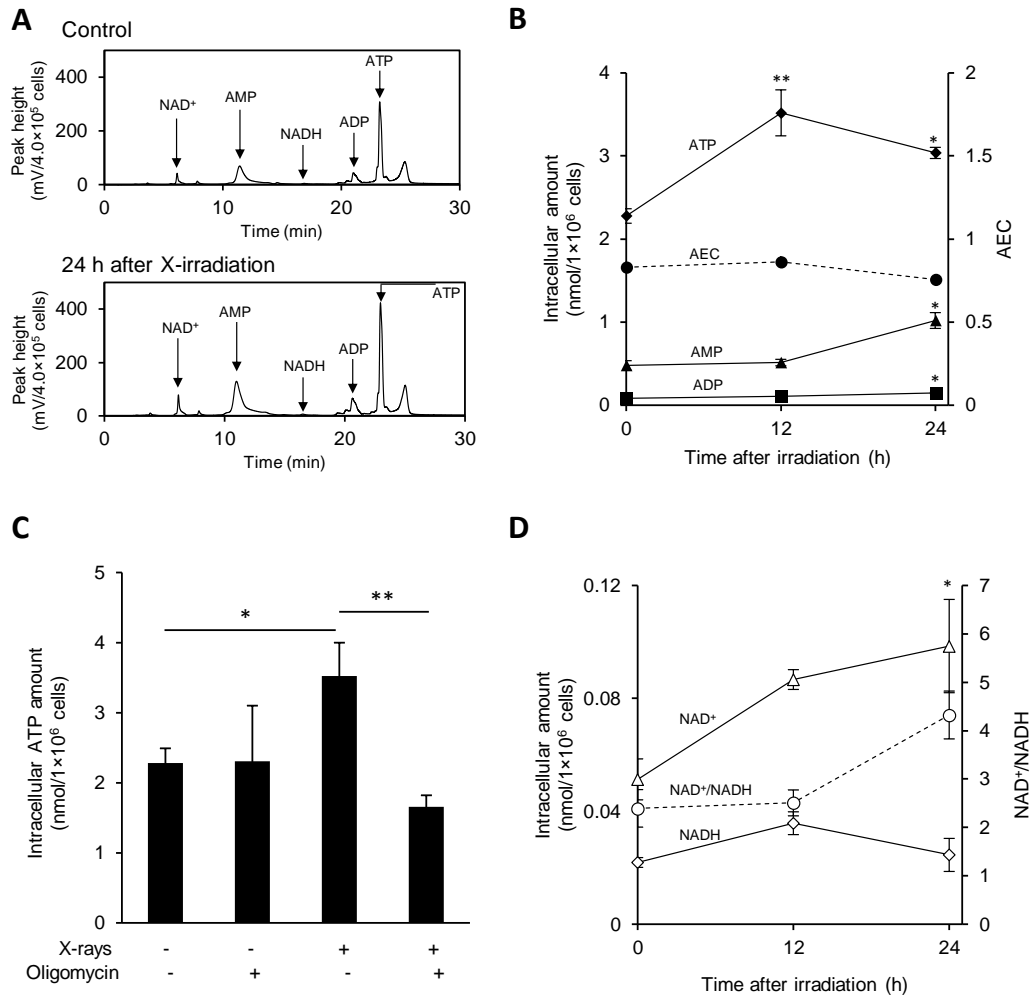 A
Control
Peak height
(mV/4.0×10⁵ cells)
400
200
0
NAD⁺
AMP
NADH
ADP
ATP
0 10 20 30
Time (min)
24 h after X-irradiation
Peak height
(mV/4.0×10⁵ cells)
400
200
0
NAD⁺
AMP
NADH
ADP
ATP
0 10 20 30
Time (min)
B
Intracellular amount
(nmol/1×10⁶ cells)
4
3
2
1
0
ATP
**
*
AEC
AMP
*
ADP
*
2
1.5
1
0.5
0
AEC
0 12 24
Time after irradiation (h)
C
Intracellular ATP amount
(nmol/1×10⁶ cells)
5
4
3
2
1
0
*
**
X-rays - - + +
Oligomycin - + - +
D
Intracellular amount
(nmol/1×10⁶ cells)
0.12
0.08
0.04
0
*
NAD⁺
NAD⁺/NADH
NADH
7
6
5
4
3
2
1
0
NAD⁺/NADH
0 12 24
Time after irradiation (h)